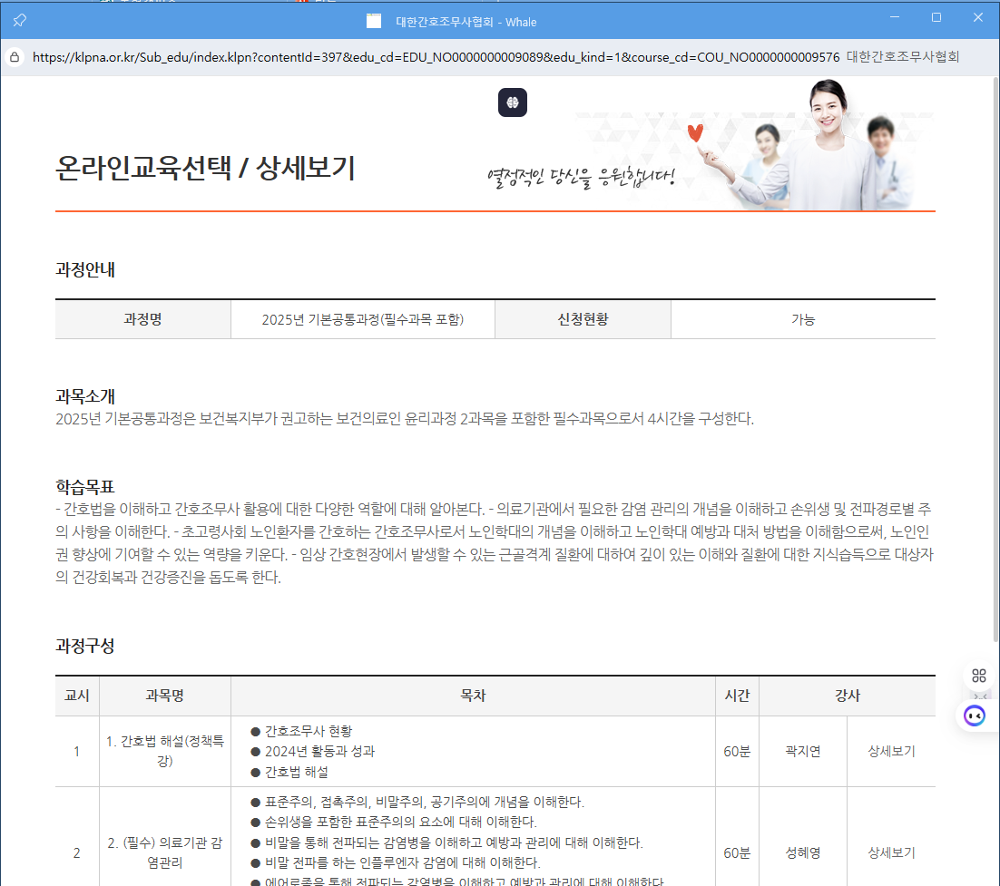 대한간호조무사협회 - Whale
https://klpna.or.kr/Sub_edu/index.klpn?contentId=397&edu_cd=EDU_NO0000000009089&edu_kind=1&course_cd=COU_NO0000000009576 대한간호조무사협회
온라인교육선택 / 상세보기
열정적인 당신을 응원합니다!
과정안내
과정명 2025년 기본공통과정(필수과목 포함) 신청현황 가능
과목소개
2025년 기본공통과정은 보건복지부가 권고하는 보건의료인 윤리과정 2과목을 포함한 필수과목으로서 4시간을 구성한다.
학습목표
- 간호법을 이해하고 간호조무사 활용에 대한 다양한 역할에 대해 알아본다. - 의료기관에서 필요한 감염 관리의 개념을 이해하고 손위생 및 전파경로별 주
의 사항을 이해한다. - 초고령사회 노인환자를 간호하는 간호조무사로서 노인학대의 개념을 이해하고 노인학대 예방과 대처 방법을 이해함으로써, 노인인
권 향상에 기여할 수 있는 역량을 키운다. - 임상 간호현장에서 발생할 수 있는 근골격계 질환에 대하여 깊이 있는 이해와 질환에 대한 지식습득으로 대상자
의 건강회복과 건강증진을 돕도록 한다.
과정구성
교시 과목명 목차 시간 강사
1 1. 간호법 해설(정책특
강)
● 간호조무사 현황
● 2024년 활동과 성과
● 간호법 해설
60분 곽지연 상세보기
2 2. (필수) 의료기관 감
염관리
● 표준주의, 접촉주의, 비말주의, 공기주의에 개념을 이해한다.
● 손위생을 포함한 표준주의의 요소에 대해 이해한다.
● 비말을 통해 전파되는 감염병을 이해하고 예방과 관리에 대해 이해한다.
● 비말 전파를 하는 인플루엔자 감염에 대해 이해한다.
● 에어로졸을 통해 전파되는 감염병을 이해하고 예방과 관리에 대해 이해한다.
60분 성혜영 상세보기